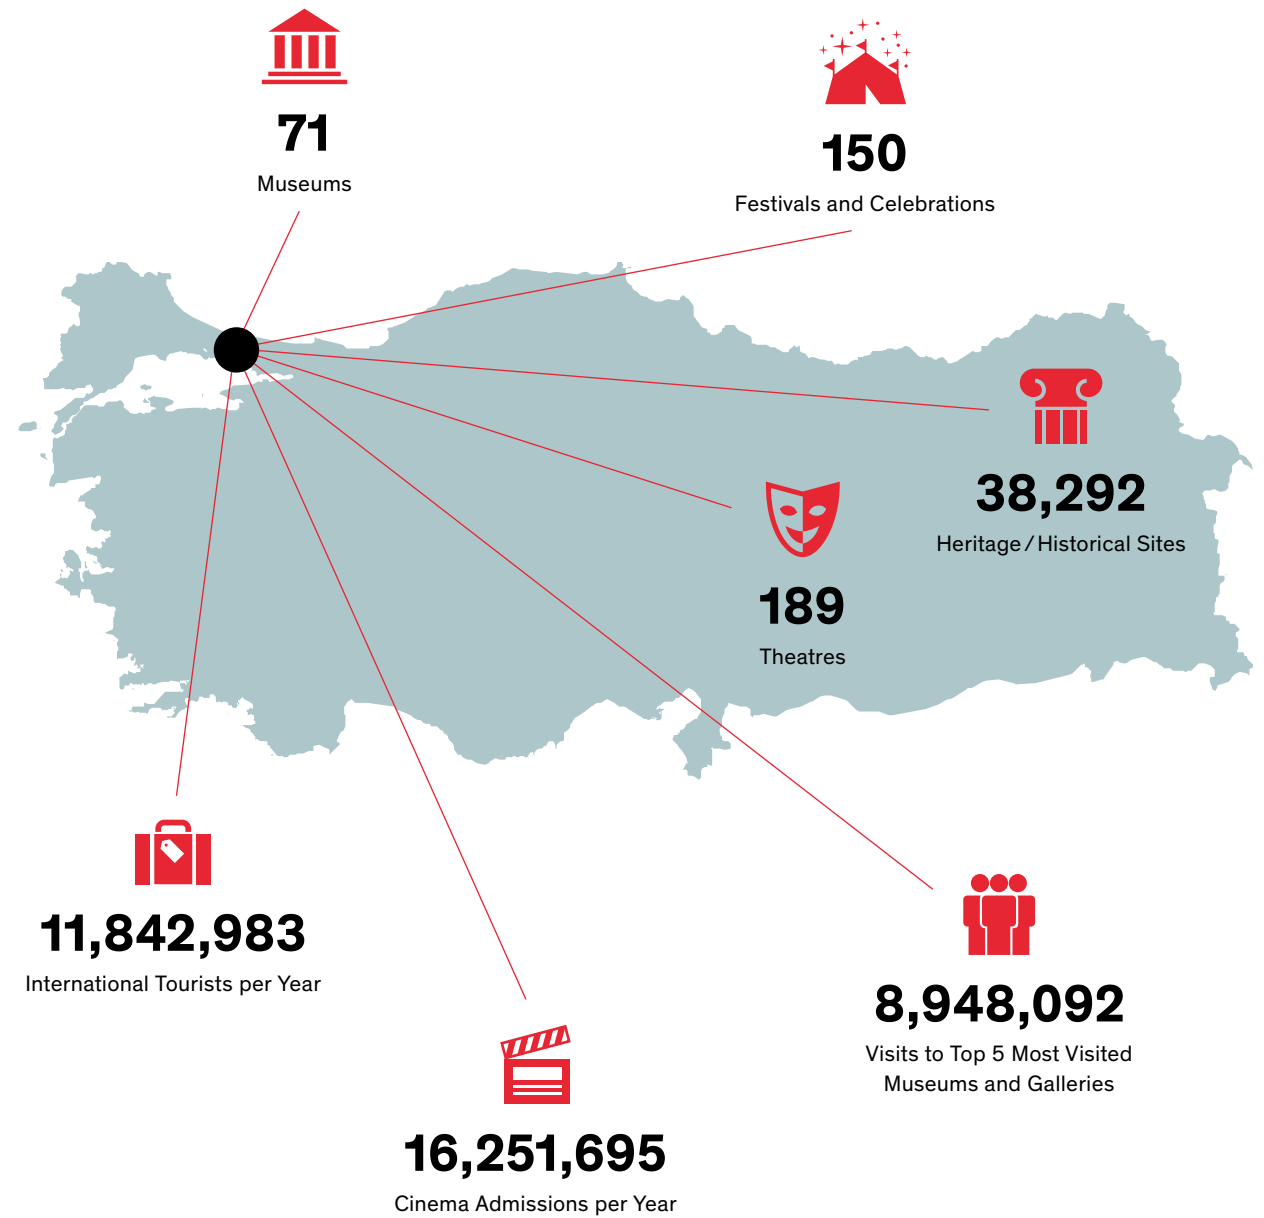 71
Museums
150
Festivals and Celebrations
38,292
Heritage/Historical Sites
189
Theatres
11,842,983
International Tourists per Year
8,948,092
Visits to Top 5 Most Visited
Museums and Galleries
16,251,695
Cinema Admissions per Year